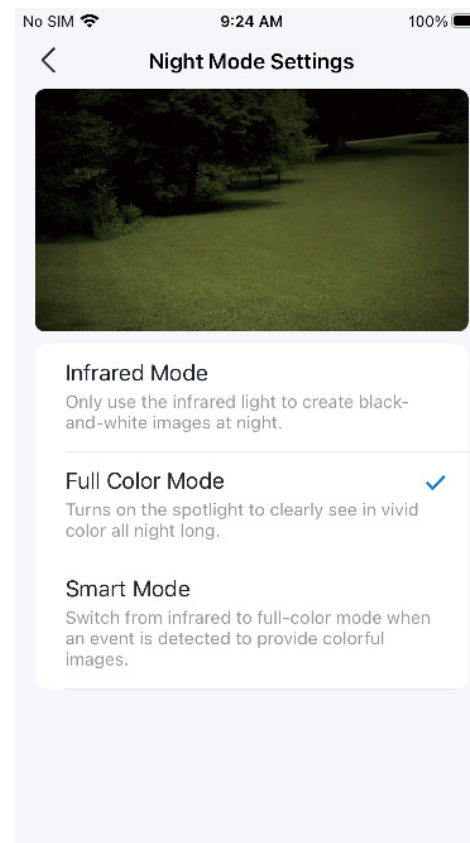 No SIM 9:24 AM 100%
Night Mode Settings
Infrared Mode
Only use the infrared light to create black-
and-white images at night.
Full Color Mode
Turns on the spotlight to clearly see in vivid
color all night long.
Smart Mode
Switch from infrared to full-color mode when
an event is detected to provide colorful
images.